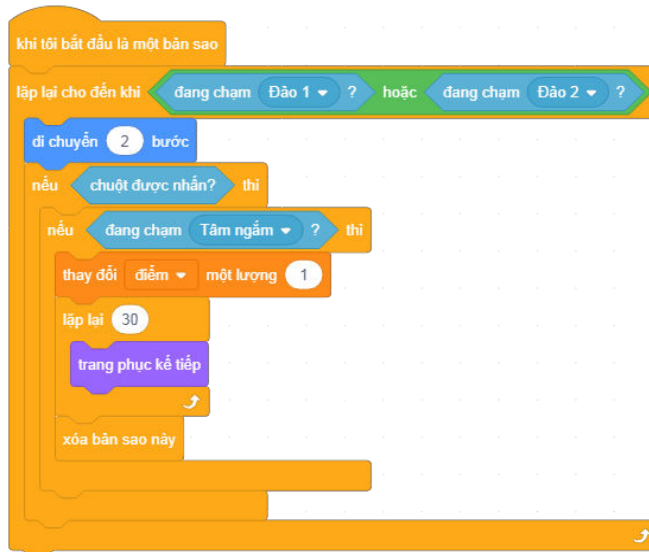 khi tôi bắt đầu là một bản sao
lặp lại cho đến khi đang chạm Đảo 1 ? hoặc đang chạm Đảo 2 ?
di chuyển 2 bước
nếu chuột được nhấn? thì
nếu đang chạm Tâm ngắm ? thì
thay đổi điểm một lượng 1
lặp lại 30
trang phục kế tiếp
xóa bản sao này